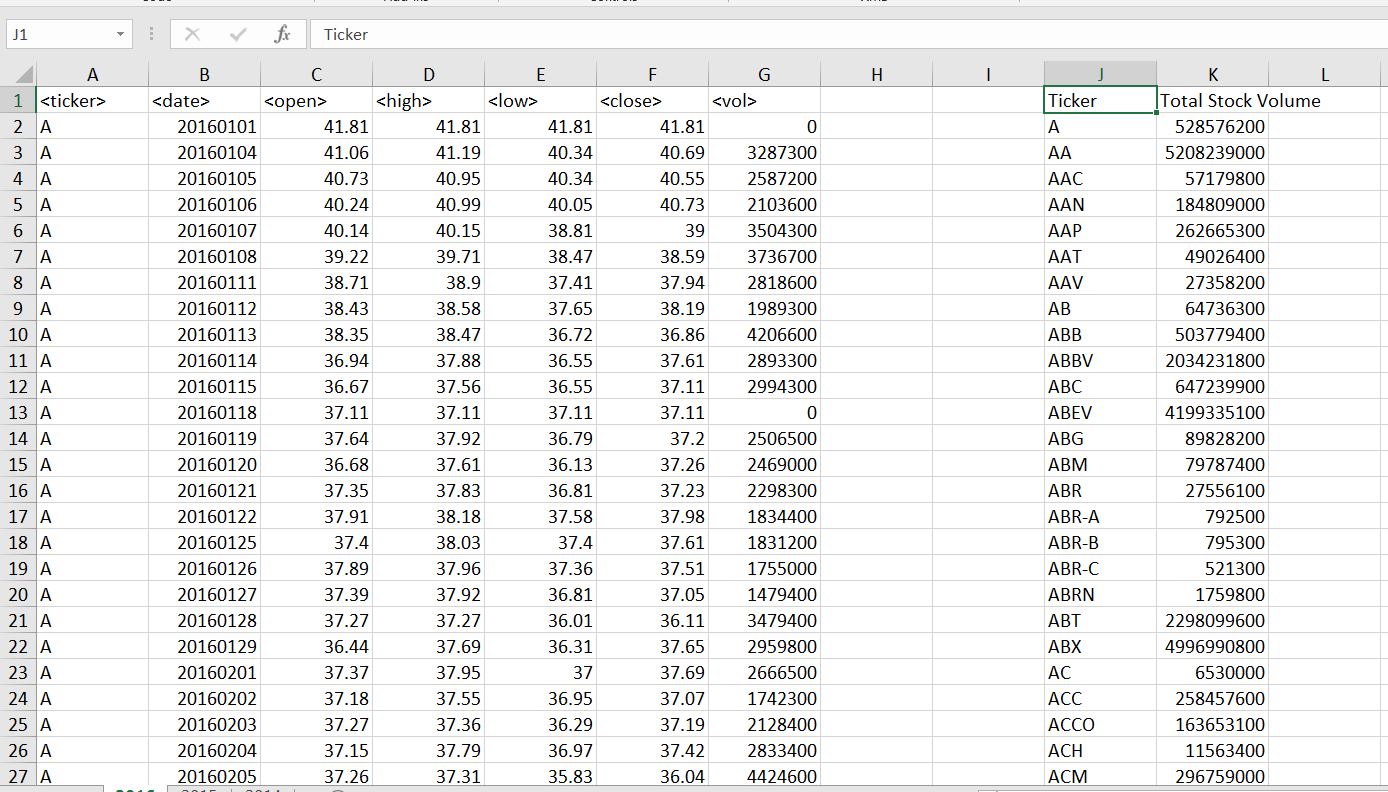 J1 fx Ticker
A B C D E F G H I J K L
1 <ticker> <date> <open> <high> <low> <close> <vol> Ticker Total Stock Volume
2 A 20160101 41.81 41.81 41.81 41.81 0 A 528576200
3 A 20160104 41.06 41.19 40.34 40.69 3287300 AA 5208239000
4 A 20160105 40.73 40.95 40.34 40.55 2587200 AAC 57179800
5 A 20160106 40.24 40.99 40.05 40.73 2103600 AAN 184809000
6 A 20160107 40.14 40.15 38.81 39 3504300 AAP 262665300
7 A 20160108 39.22 39.71 38.47 38.59 3736700 AAT 49026400
8 A 20160111 38.71 38.9 37.41 37.94 2818600 AAV 27358200
9 A 20160112 38.43 38.58 37.65 38.19 1989300 AB 64736300
10 A 20160113 38.35 38.47 36.72 36.86 4206600 ABB 503779400
11 A 20160114 36.94 37.88 36.55 37.61 2893300 ABBV 2034231800
12 A 20160115 36.67 37.56 36.55 37.11 2994300 ABC 647239900
13 A 20160118 37.11 37.11 37.11 37.11 0 ABEV 4199335100
14 A 20160119 37.64 37.92 36.79 37.2 2506500 ABG 89828200
15 A 20160120 36.68 37.61 36.13 37.26 2469000 ABM 79787400
16 A 20160121 37.35 37.83 36.81 37.23 2298300 ABR 27556100
17 A 20160122 37.91 38.18 37.58 37.98 1834400 ABR-A 792500
18 A 20160125 37.4 38.03 37.4 37.61 1831200 ABR-B 795300
19 A 20160126 37.89 37.96 37.36 37.51 1755000 ABR-C 521300
20 A 20160127 37.39 37.92 36.81 37.05 1479400 ABRN 1759800
21 A 20160128 37.27 37.27 36.01 36.11 3479400 ABT 2298099600
22 A 20160129 36.44 37.69 36.31 37.65 2959800 ABX 4996990800
23 A 20160201 37.37 37.95 37 37.69 2666500 AC 6530000
24 A 20160202 37.18 37.55 36.95 37.07 1742300 ACC 258457600
25 A 20160203 37.27 37.36 36.29 37.19 2128400 ACCO 163653100
26 A 20160204 37.15 37.79 36.97 37.42 2833400 ACH 11563400
27 A 20160205 37.26 37.31 35.83 36.04 4424600 ACM 296759000